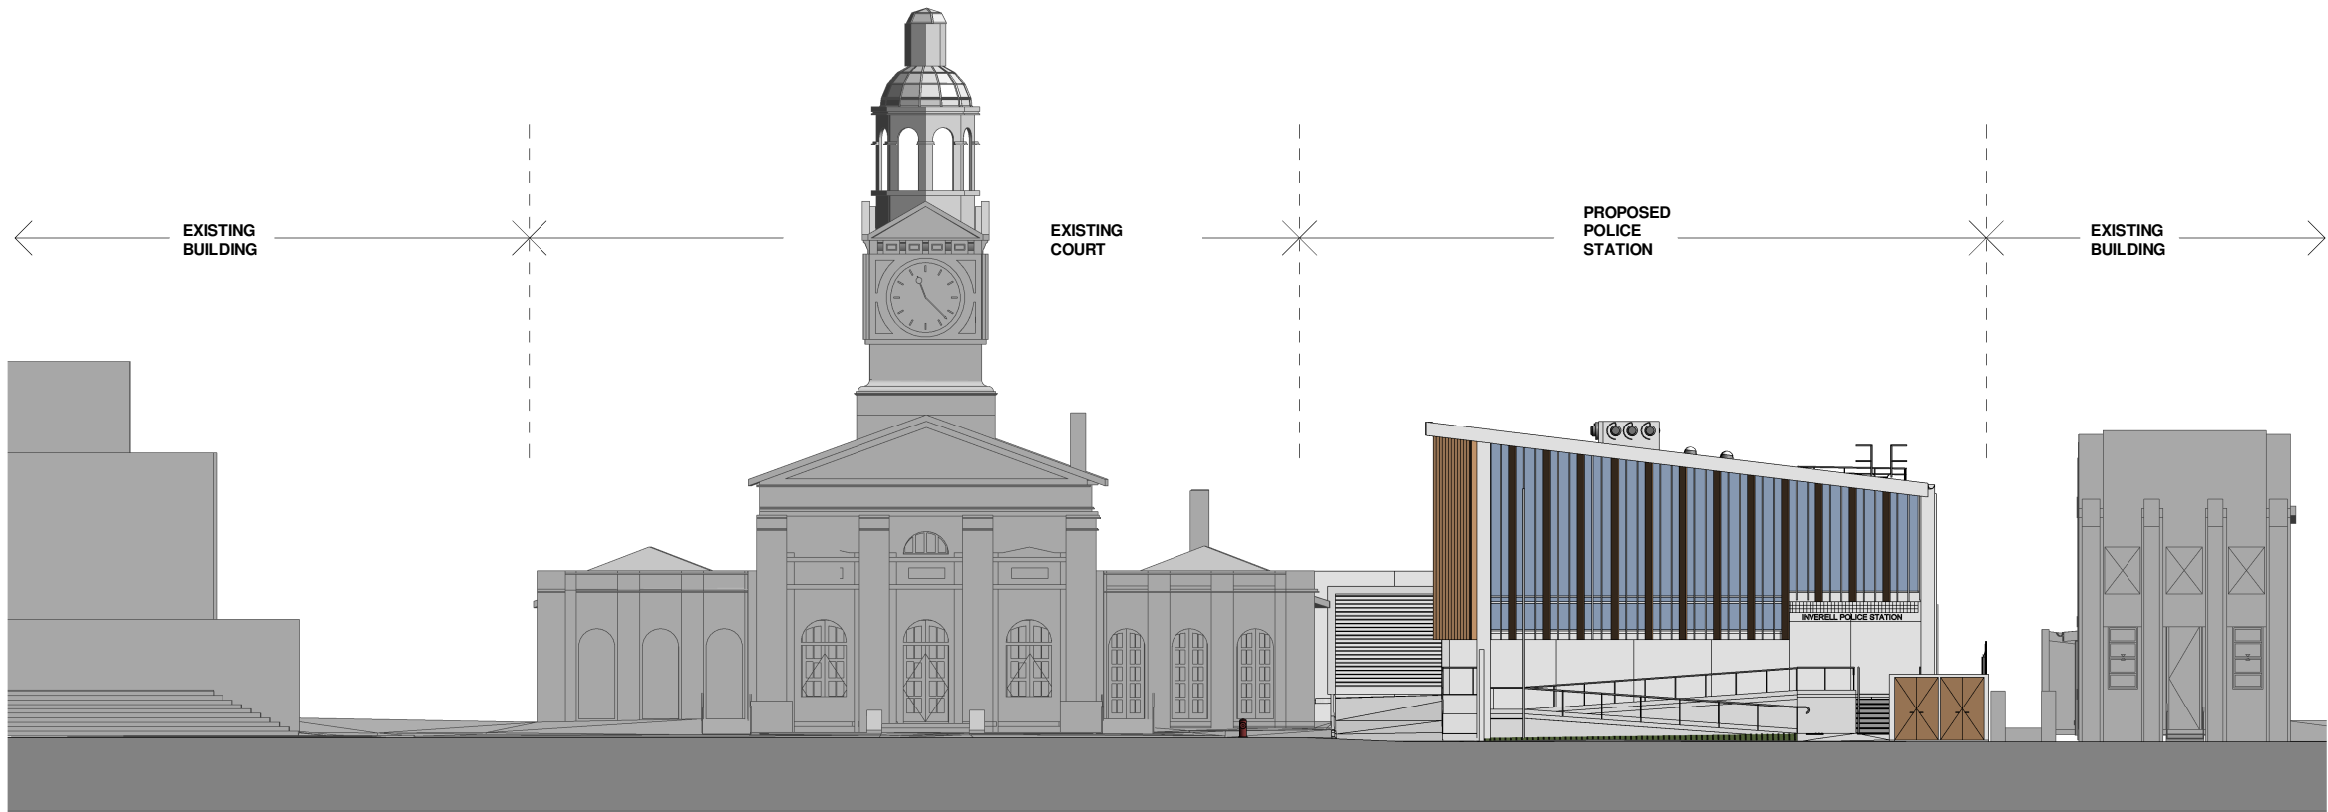 EXISTING
BUILDING
EXISTING
COURT
PROPOSED
POLICE
STATION
EXISTING
BUILDING
INVERELL POLICE STATION